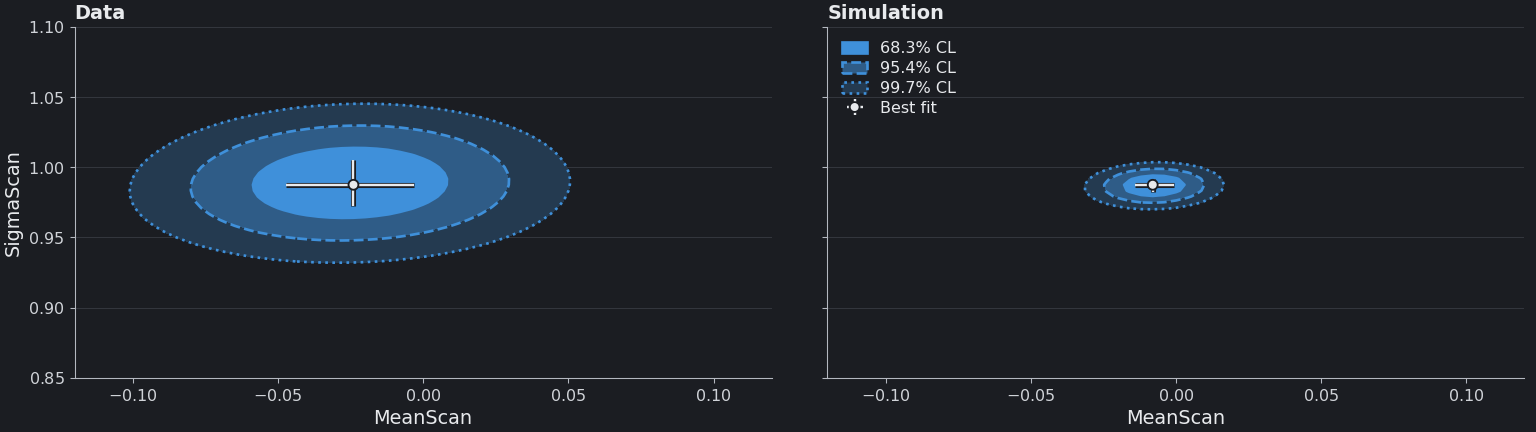 Data
Simulation
1.10
1.05
1.00
0.95
0.90
0.85
SigmaScan
−0.10
−0.05
0.00
0.05
0.10
MeanScan
68.3% CL
95.4% CL
99.7% CL
Best fit
−0.10
−0.05
0.00
0.05
0.10
MeanScan